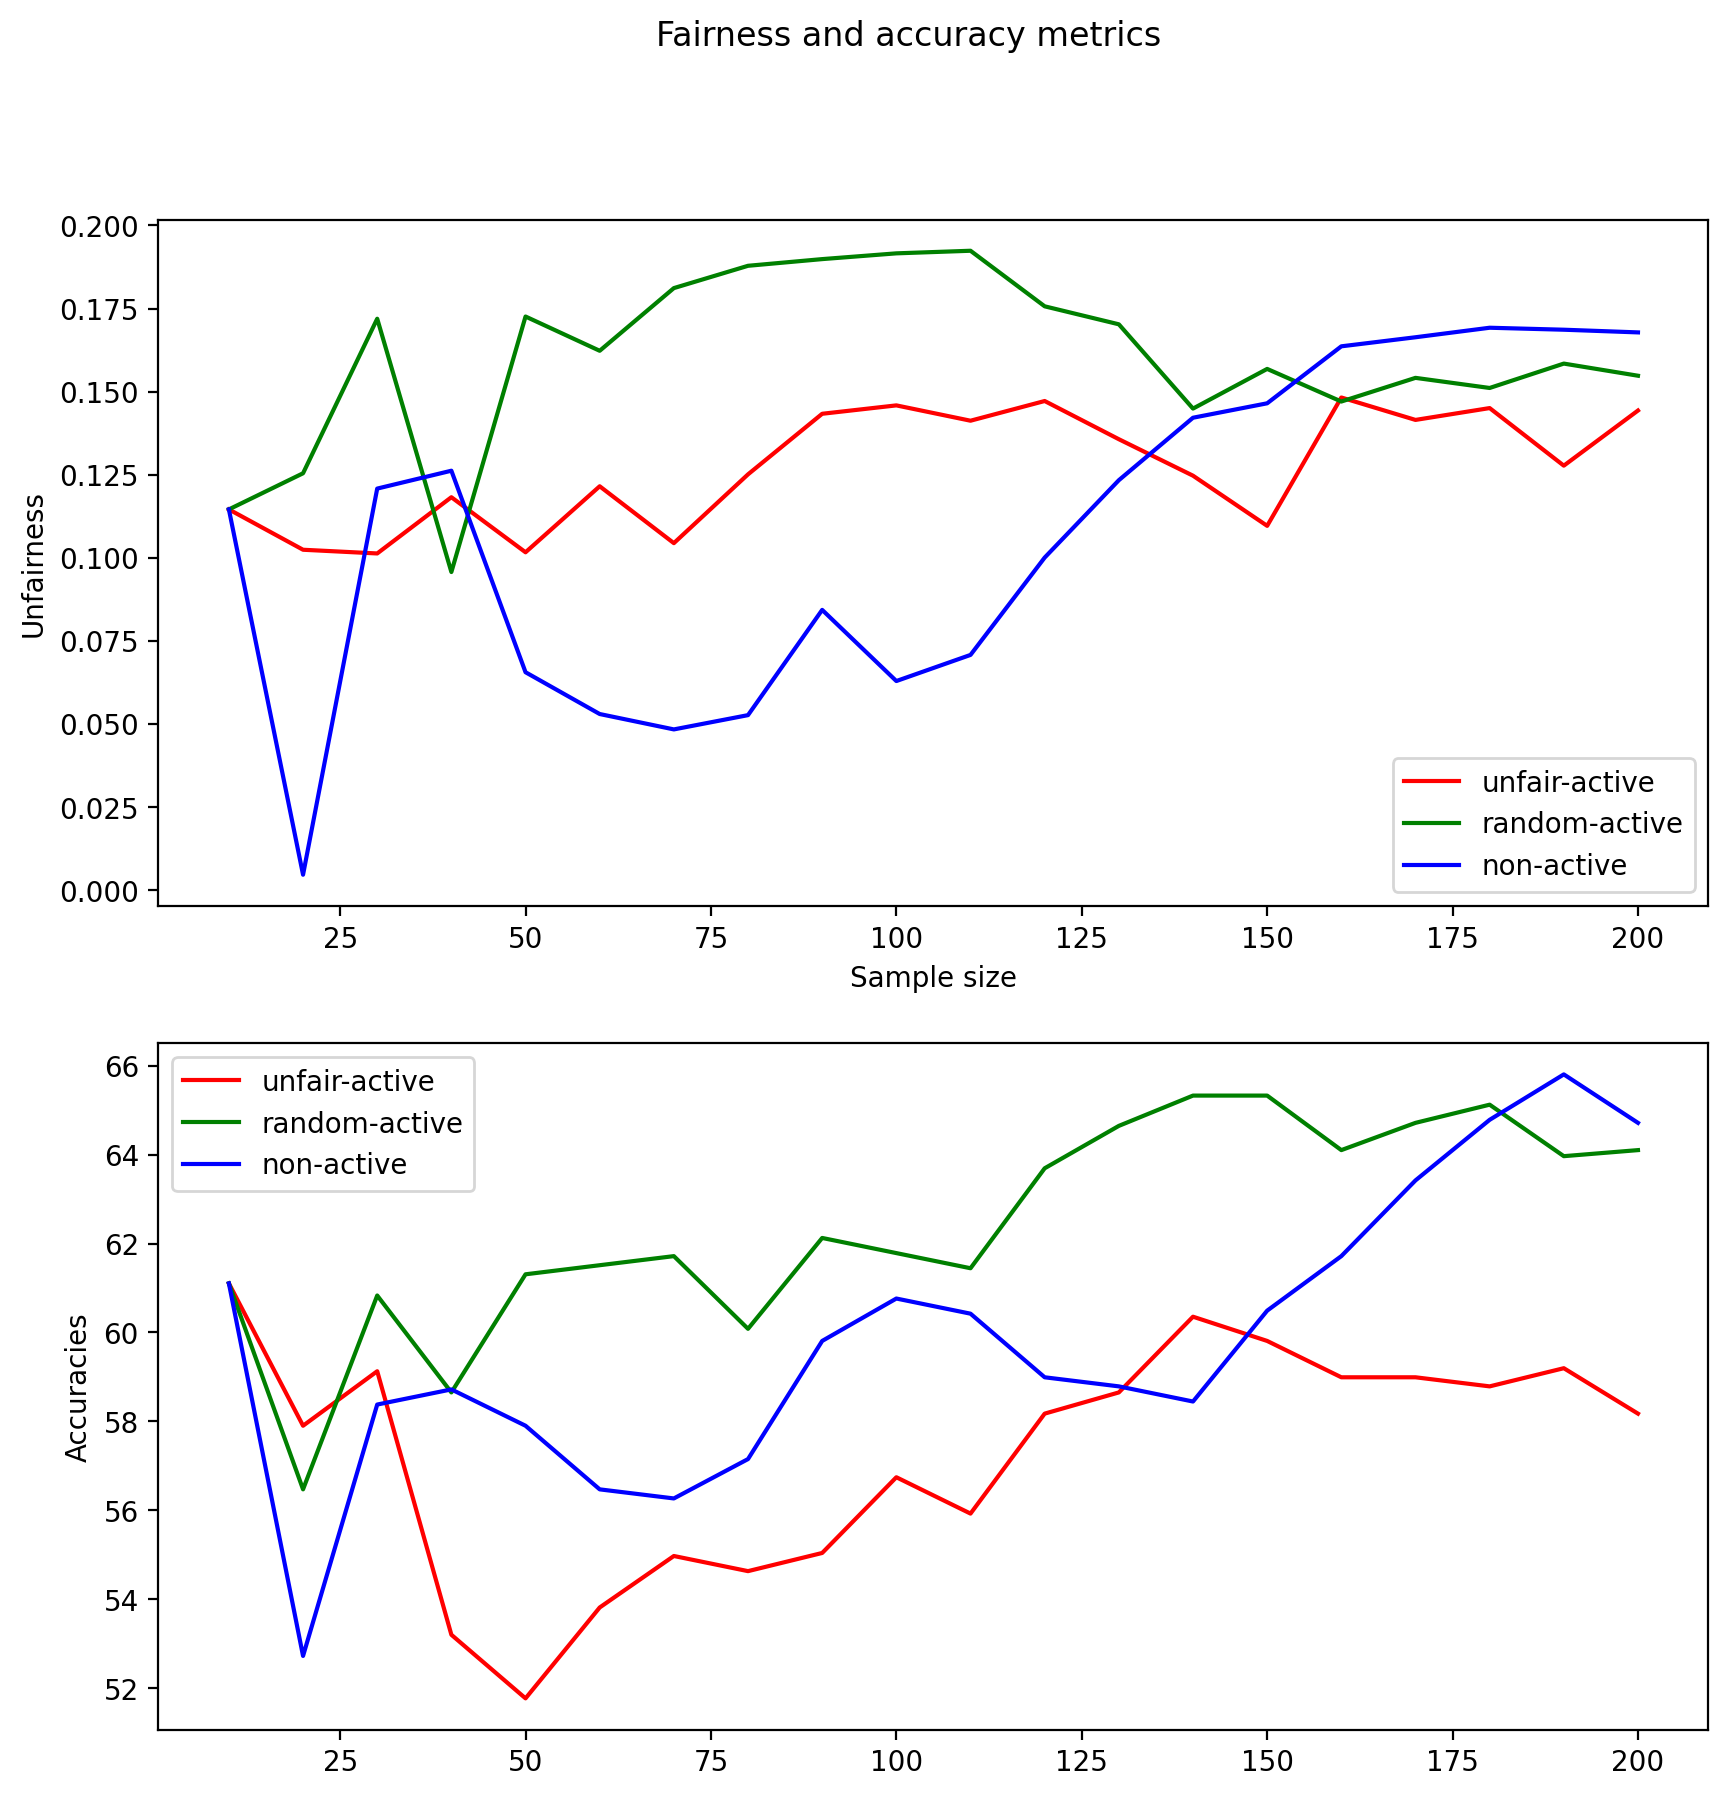 Fairness and accuracy metrics
0.200
0.175
0.150
0.125
0.100
0.075
0.050
0.025
0.000
Unfairness
unfair-active
random-active
non-active
25 50 75 100 125 150 175 200
Sample size
66
64
62
60
58
56
54
52
Accuracies
unfair-active
random-active
non-active
25 50 75 100 125 150 175 200